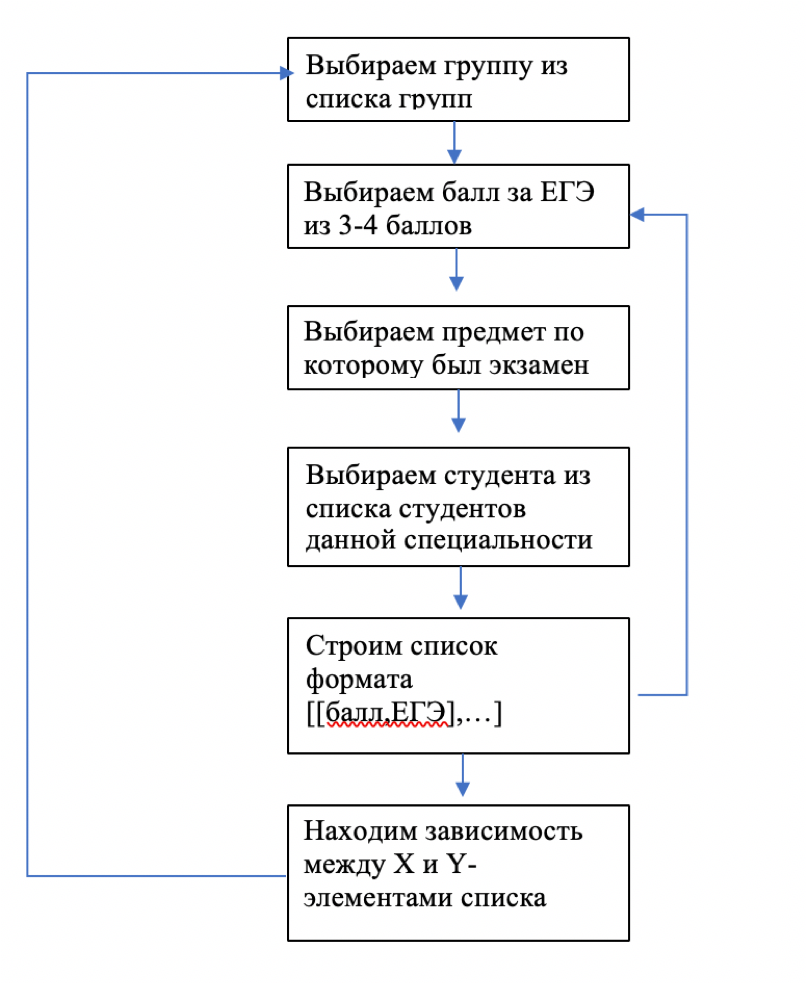 Выбираем группу из
списка групп
Выбираем балл за ЕГЭ
из 3-4 баллов
Выбираем предмет по
которому был экзамен
Выбираем студента из
списка студентов
данной специальности
Строим список
формата
[[балл,ЕГЭ],…]
Находим зависимость
между X и Y-
элементами списка